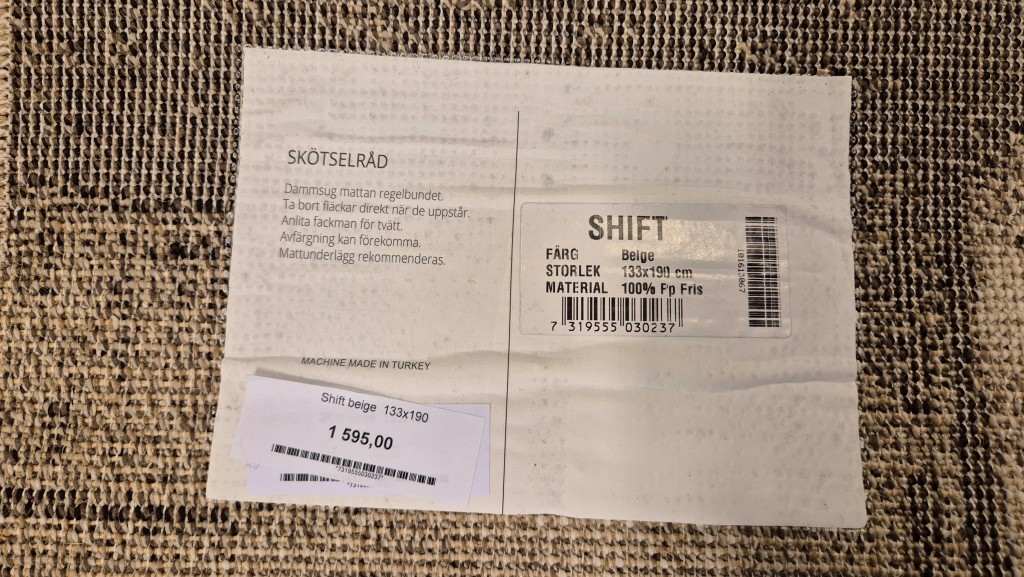 SKÖTSELRÅD
Dammsug mattan regelbundet.
Ta bort fläckar direkt när de uppstår.
Anlita fackman för tvätt.
Avfärgning kan förekomma.
Mattunderlägg rekommenderas.
MACHINE MADE IN TURKEY
Shift beige 133x190
1 595,00
*7319555030237*
SHIFT
FÄRG Beige
STORLEK 133x190 cm
MATERIAL 100% Pp Fris
7 319555 030237